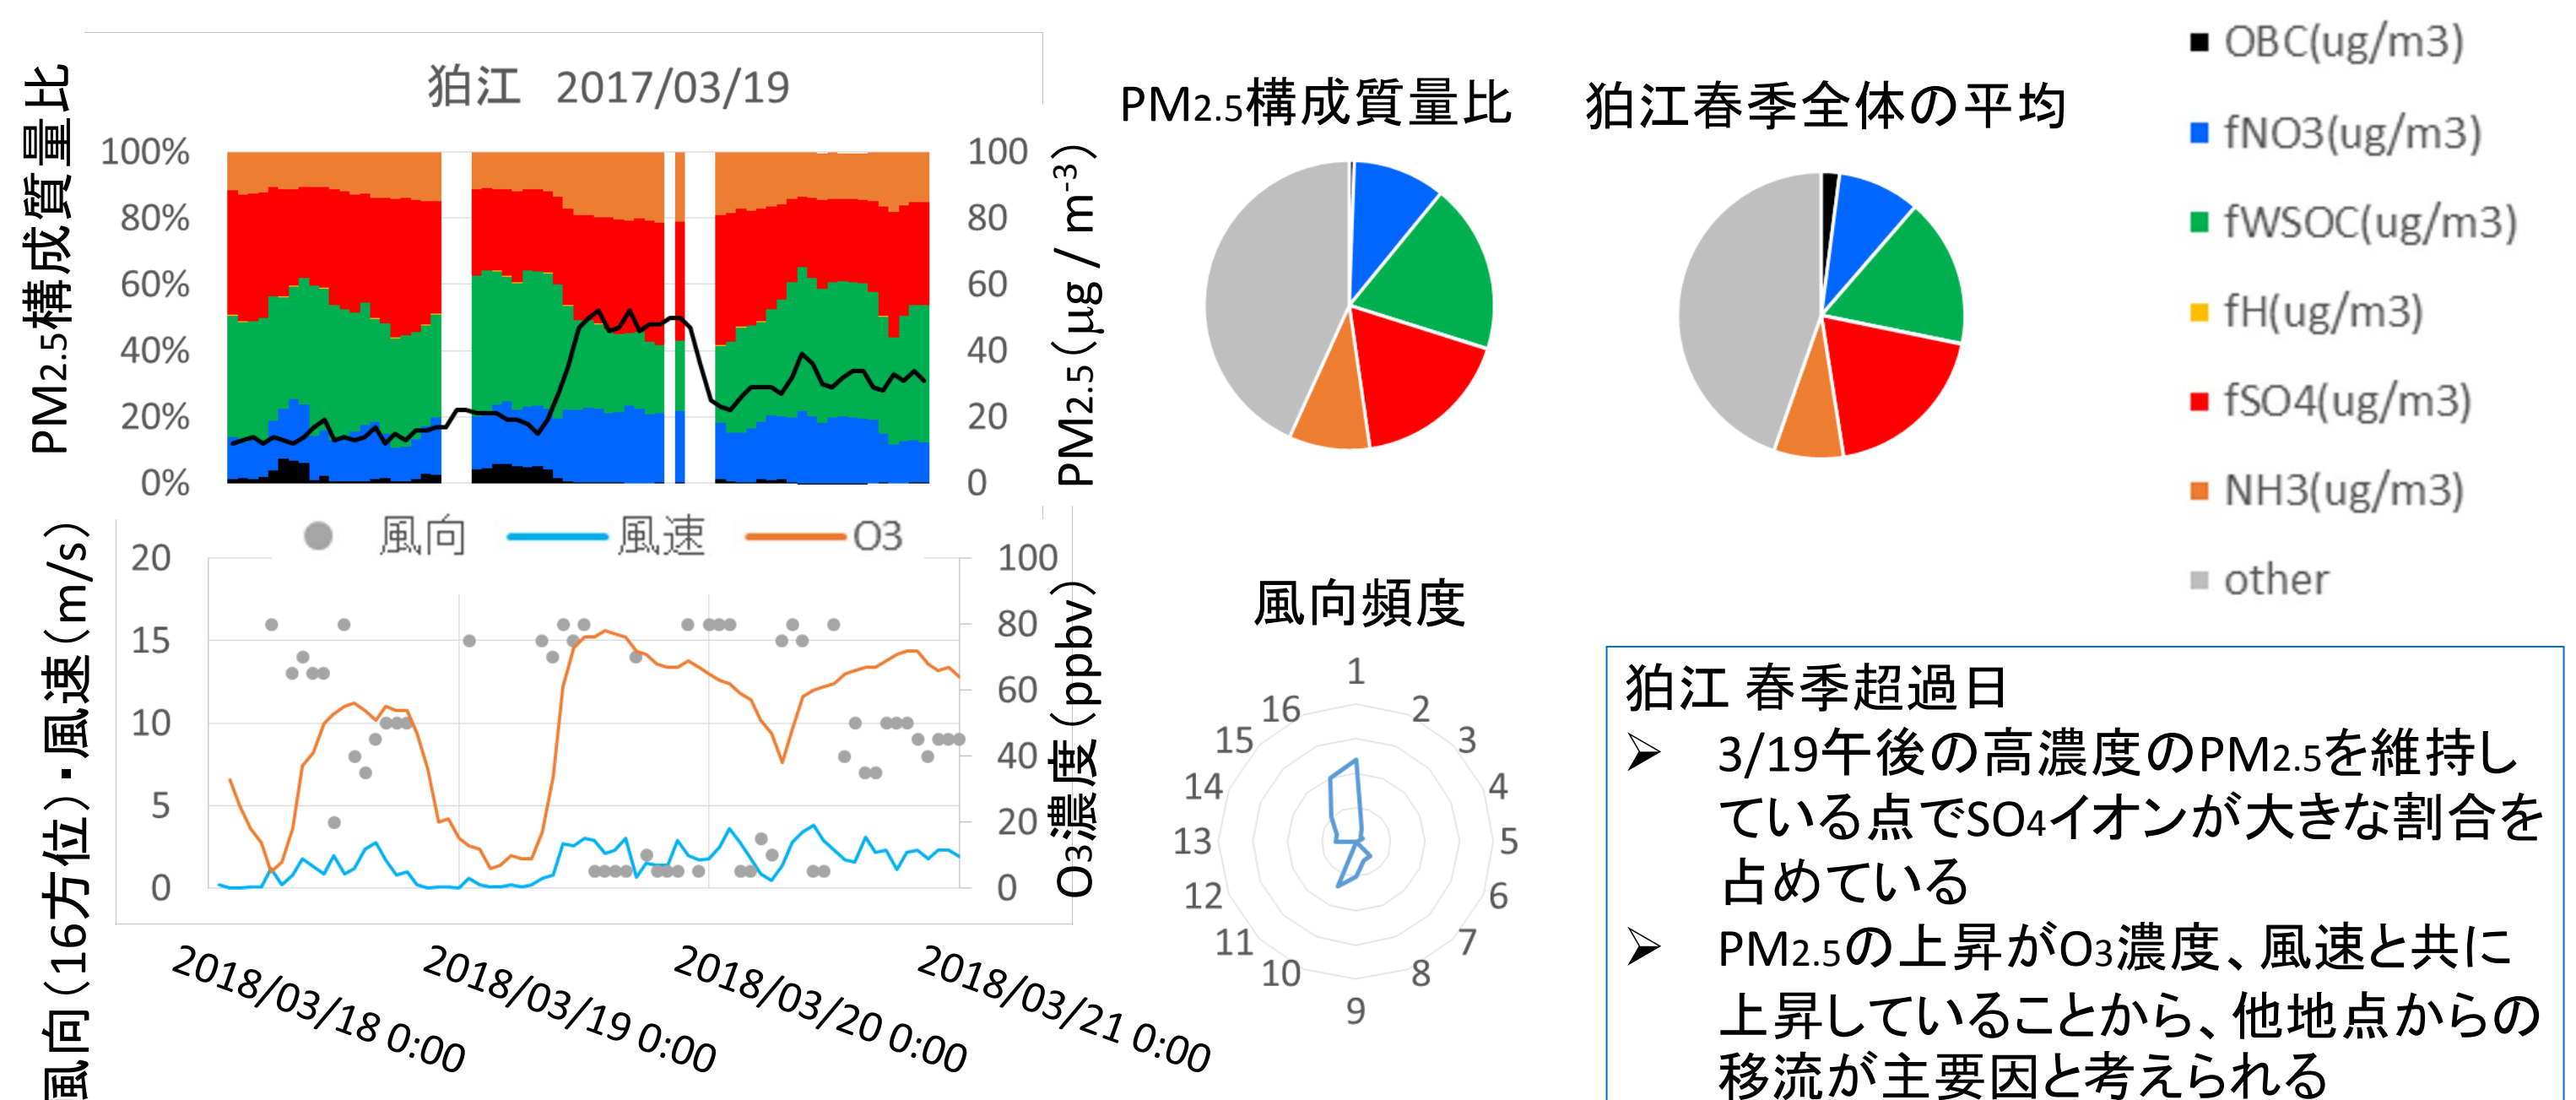 狛江 2017/03/19
PM2.5構成質量比
100%
80%
60%
40%
20%
0%
100
80
60
40
20
0
PM2.5(μg / m-3)
PM2.5構成質量比
狛江春季全体の平均
OBC(ug/m3)
fNO3(ug/m3)
fWSOC(ug/m3)
fH(ug/m3)
fSO4(ug/m3)
NH3(ug/m3)
other
風向(16方位)・風速(m/s)
風向 風速 O3
20
15
10
5
0
100
80
60
40
20
0
O3濃度(ppbv)
2018/03/18 0:00
2018/03/19 0:00
2018/03/20 0:00
2018/03/21 0:00
風向頻度
1
2
3
4
5
6
7
8
9
10
11
12
13
14
15
16
狛江 春季超過日
➢ 3/19午後の高濃度のPM2.5を維持し
ている点でSO4イオンが大きな割合を
占めている
➢ PM2.5の上昇がO3濃度、風速と共に
上昇していることから、他地点からの
移流が主要因と考えられる